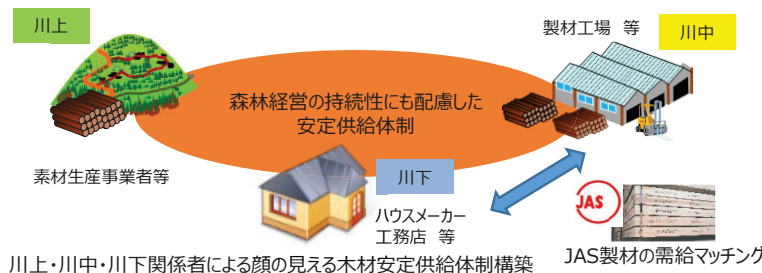 川上
製材工場 等
川中
森林経営の持続性にも配慮した
安定供給体制
素材生産事業者等
川下
ハウスメーカー
工務店 等
JAS
川上・川中・川下関係者による顔の見える木材安定供給体制構築
JAS製材の需給マッチング